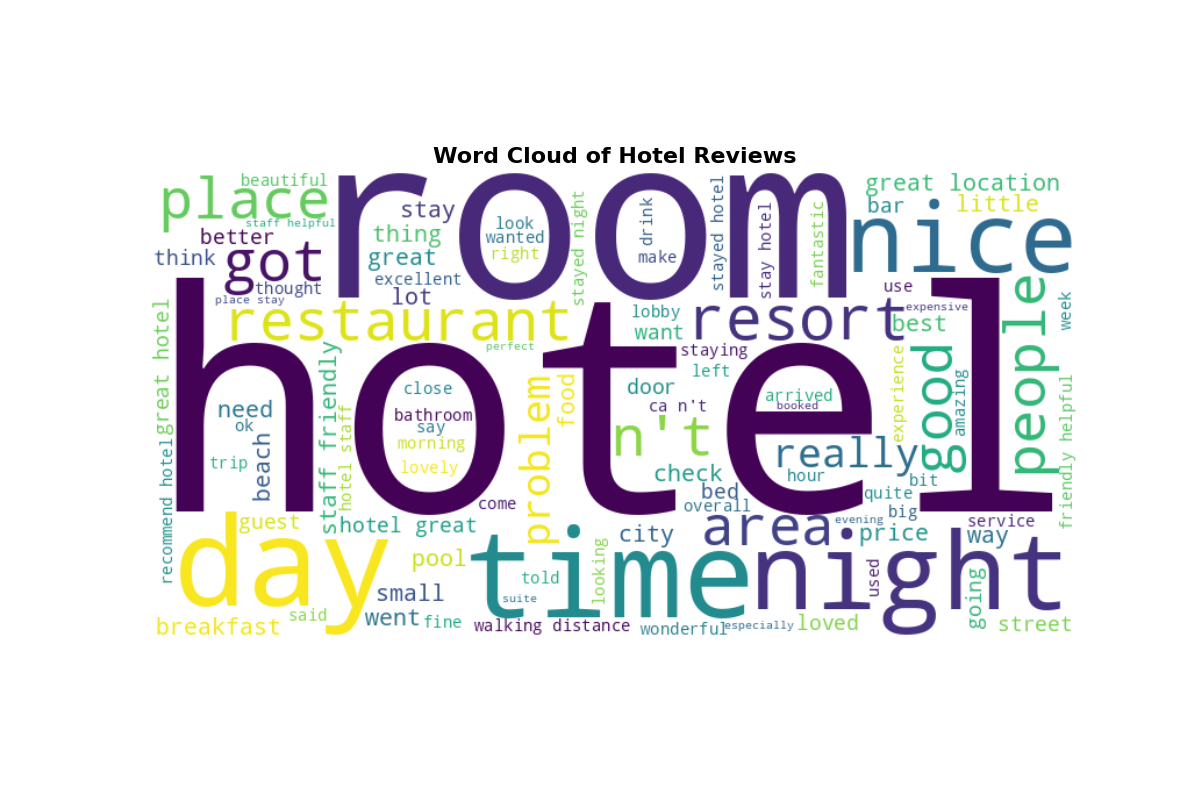 Word Cloud of Hotel Reviews
beautiful
place
staff helpful
better
think
got
thought
place stay
room
stay
thing
great
excellent
lot
look
wanted
right
stayed night
drink
make
stayed hotel
stay hotel
fantastic
great location
bar
little
nice
use
expensive
restaurant
perfect
lobby
want
resort
best
week
people
great hotel
hotel
staying
left
door
ca n't
arrived
booked
experience
good
amazing
need
ok
trip
beach
staff friendly
hotel staff
close
bathroom
say
morning
lovely
problem
food
n't
check
really
hour
bit
quite
big
friendly helpful
recommend hotel
come
bed
overall
guest
hotel great
city
area
evening
price
service
way
day
pool
time
night
told
looking
suite
small
went
fine
used
going
said
breakfast
walking distance
wonderful
especially
loved
street